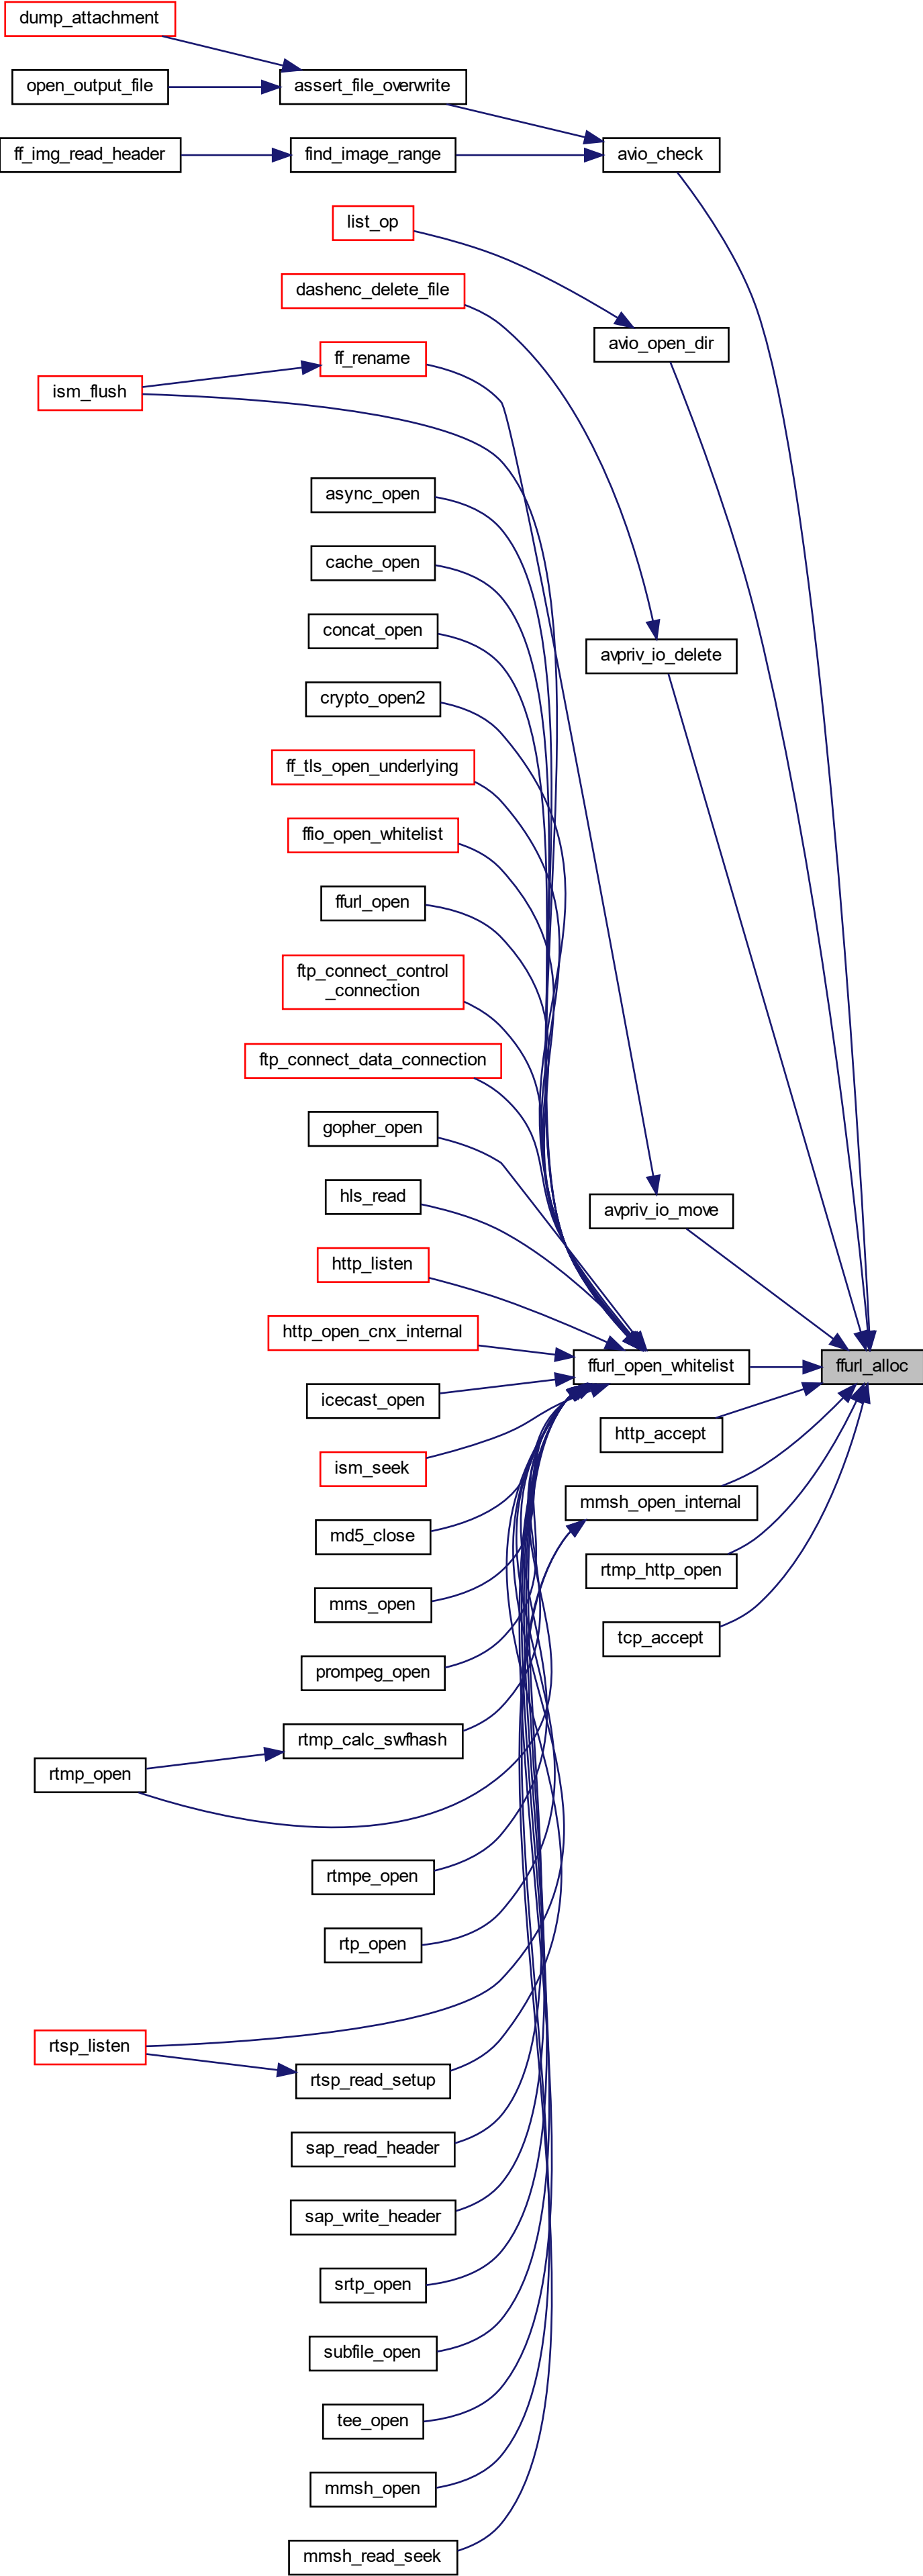 dump_attachment
open_output_file
assert_file_overwrite
ff_img_read_header
find_image_range
avio_check
list_op
dashenc_delete_file
avio_open_dir
ff_rename
ism_flush
async_open
cache_open
concat_open
avpriv_io_delete
crypto_open2
ff_tls_open_underlying
ffio_open_whitelist
ffurl_open
ftp_connect_control
_connection
ftp_connect_data_connection
gopher_open
hls_read
avpriv_io_move
http_listen
http_open_cnx_internal
ffurl_open_whitelist
ffurl_alloc
icecast_open
http_accept
ism_seek
mmsh_open_internal
md5_close
rtmp_http_open
mms_open
tcp_accept
prompeg_open
rtmp_calc_swfhash
rtmp_open
rtmpe_open
rtp_open
rtsp_listen
rtsp_read_setup
sap_read_header
sap_write_header
srtp_open
subfile_open
tee_open
mmsh_open
mmsh_read_seek